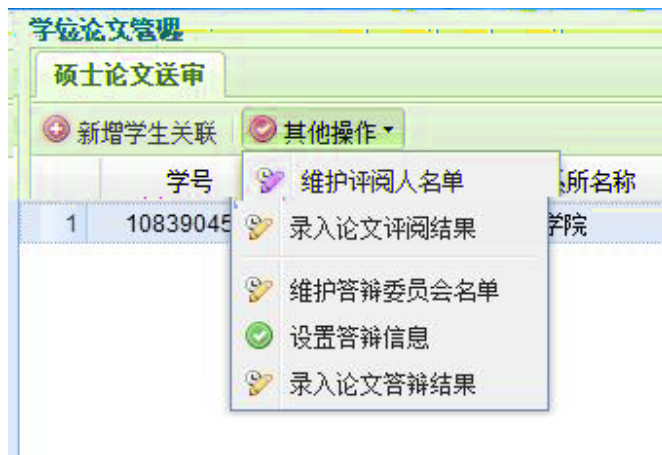 学位论文管理
硕士论文送审
新增学生关联 其他操作
学号 所名称
1 10839045 学院
维护评阅人名单
录入论文评阅结果
维护答辩委员会名单
设置答辩信息
录入论文答辩结果